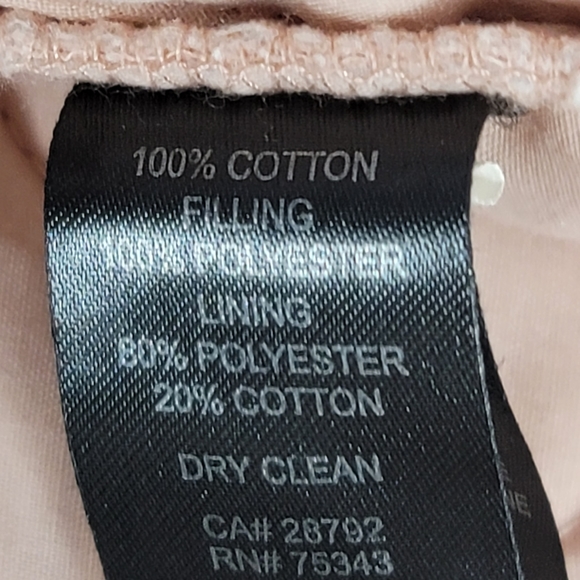 100% COTTON
FILLING
100% POLYESTER
LINING
80% POLYESTER
20% COTTON
DRY CLEAN
CA# 28792
RN# 75343